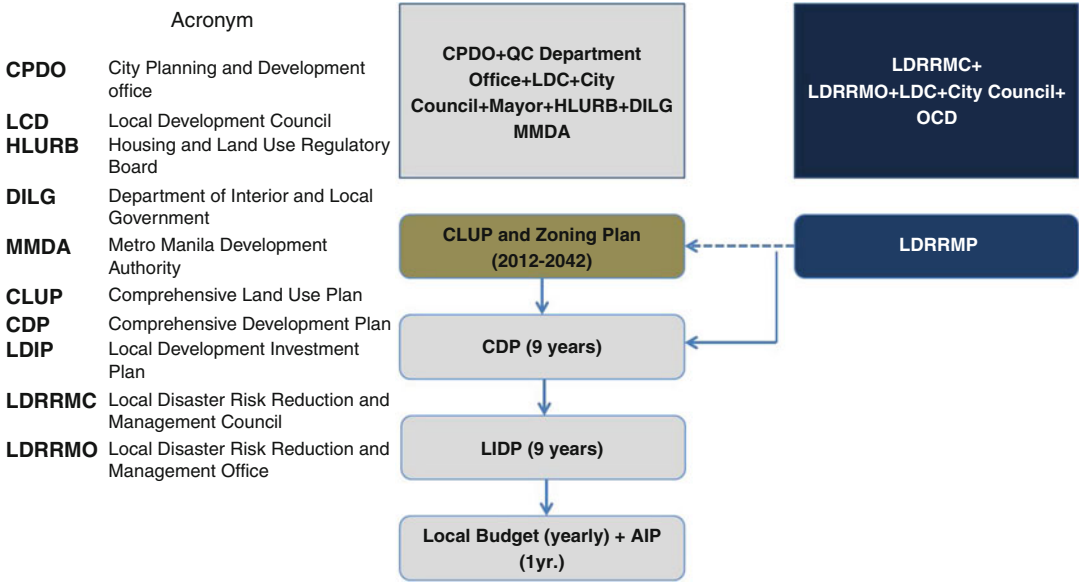 Acronym
CPDO City Planning and Development
office
LCD Local Development Council
HLURB Housing and Land Use Regulatory
Board
DILG Department of Interior and Local
Government
MMDA Metro Manila Development
Authority
CLUP Comprehensive Land Use Plan
CDP Comprehensive Development Plan
LDIP Local Development Investment
Plan
LDRRMC Local Disaster Risk Reduction and
Management Council
LDRRMO Local Disaster Risk Reduction and
Management Office
CPDO+QC Department
Office+LDC+City
Council+Mayor+HLURB+DILG
MMDA
LDRRMC+
LDRRMO+LDC+City Council+
OCD
CLUP and Zoning Plan
(2012-2042)
LDRRMP
CDP (9 years)
LIDP (9 years)
Local Budget (yearly) + AIP
(1yr.)